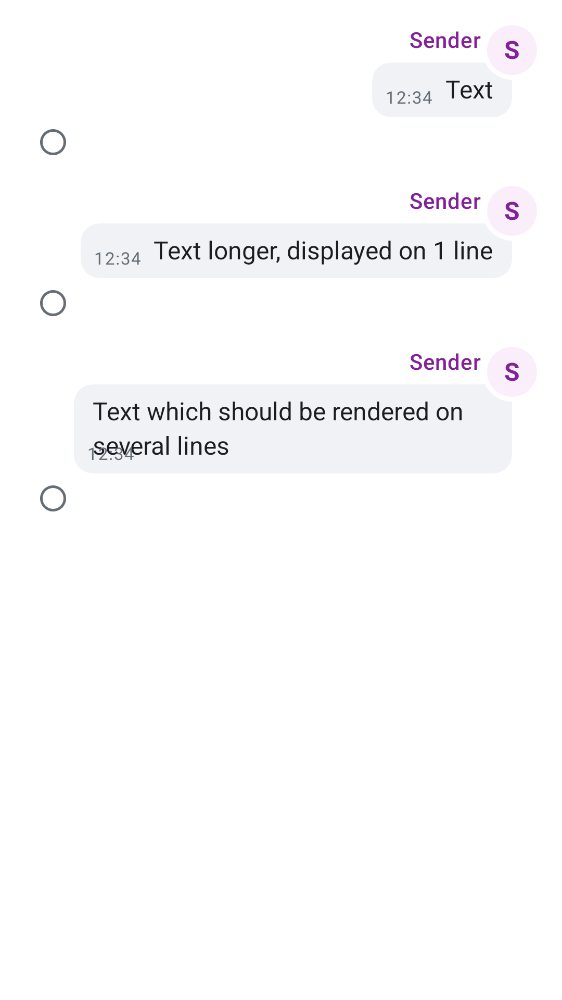 Sender S
12:34 Text
Sender S
12:34 Text longer, displayed on 1 line
Sender S
Text which should be rendered on
several lines
12:34